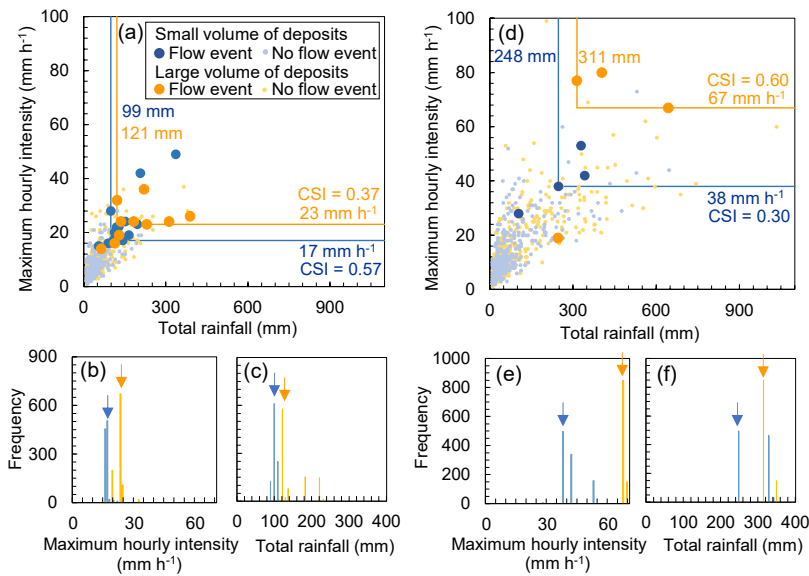 (a)
Small volume of deposits
Flow event No flow event
Large volume of deposits
Flow event No flow event
99 mm
121 mm
CSI = 0.37
23 mm h-1
17 mm h-1
CSI = 0.57
100
80
60
40
20
0
0 300 600 900
Maximum hourly intensity (mm h-1)
Total rainfall (mm)
(d)
248 mm
311 mm
CSI = 0.60
67 mm h-1
38 mm h-1
CSI = 0.30
100
80
60
40
20
0
0 300 600 900
Maximum hourly intensity (mm h-1)
Total rainfall (mm)
(b)
900
600
300
0
0 30 60
Frequency
Maximum hourly intensity
(mm h-1)
(c)
0 100 200 300 400
Total rainfall (mm)
(e)
1000
800
600
400
200
0
0 30 60
Frequency
Maximum hourly intensity
(mm h-1)
(f)
0 100 200 300 400
Total rainfall (mm)